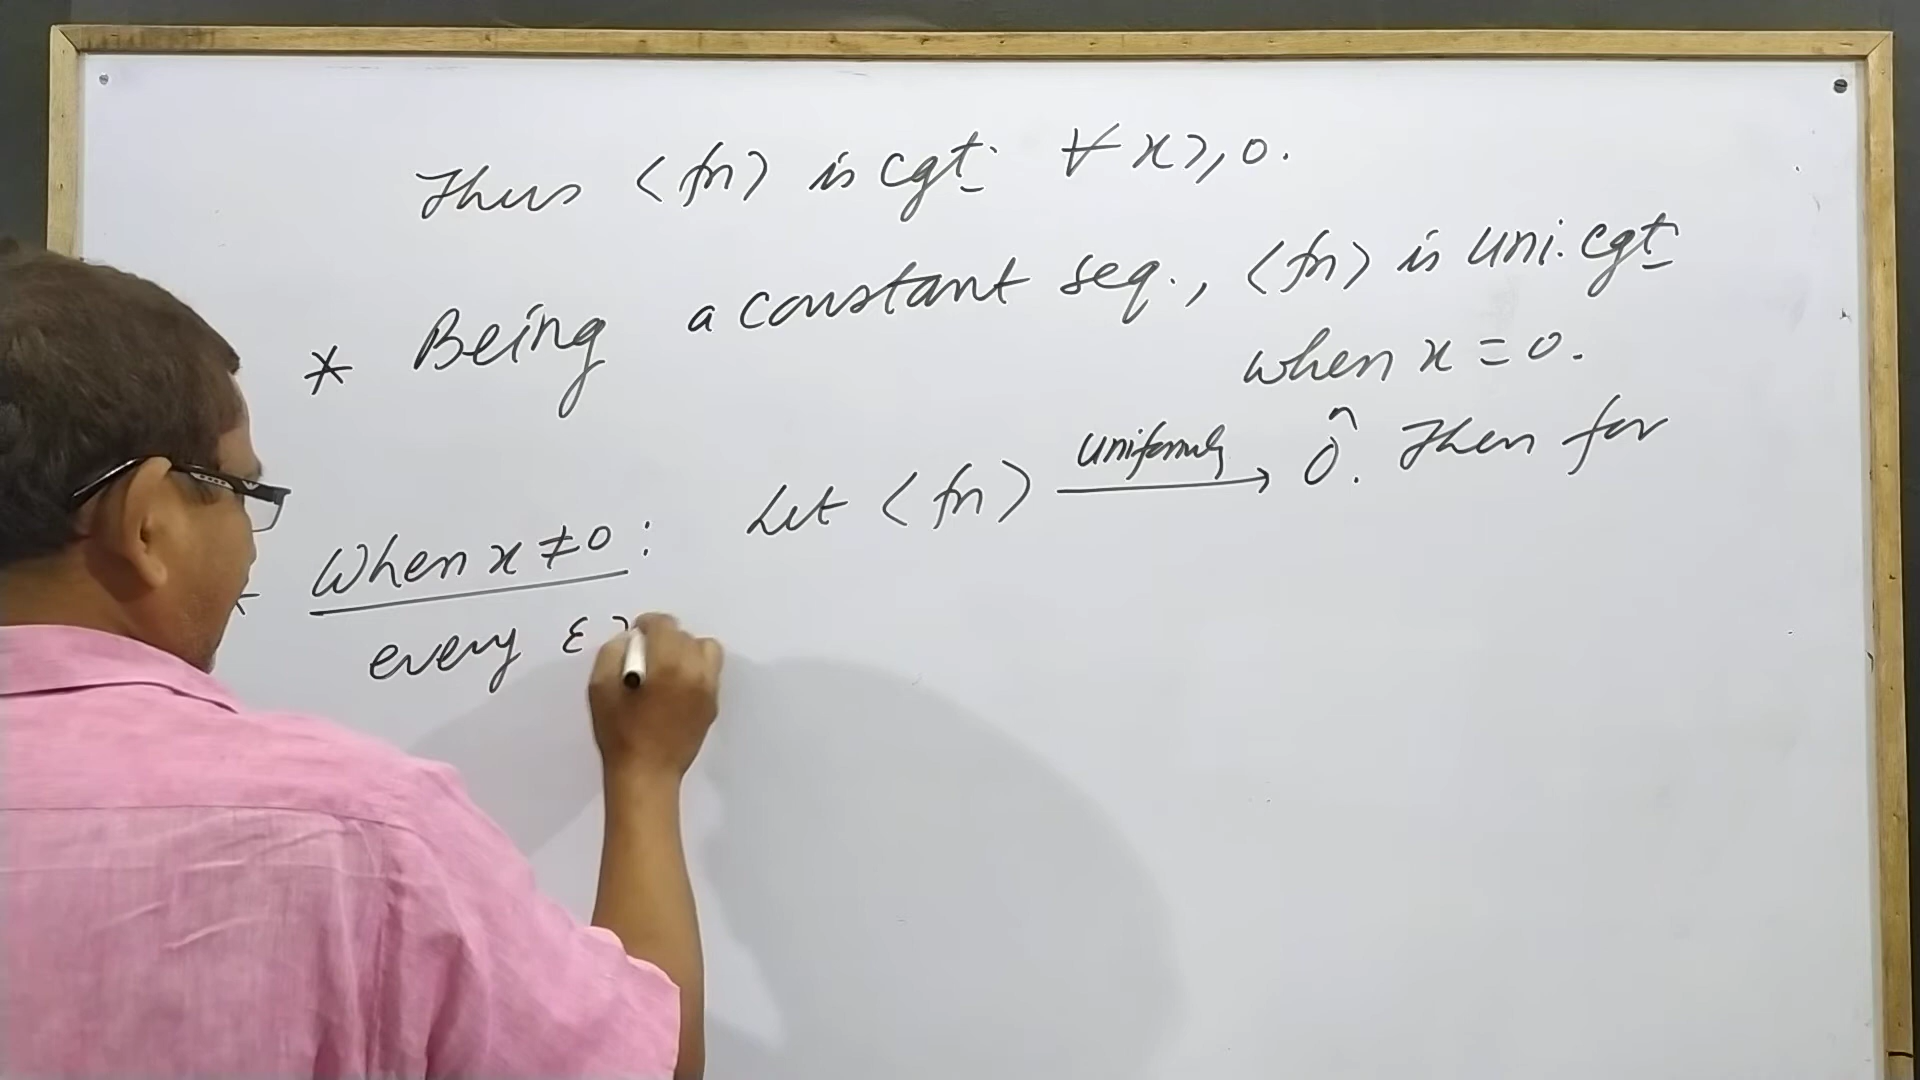 Thus <fn> is cgt. ∀ x ≥ 0.
* Being a constant seq., <fn> is uni. cgt
when x = 0.
* When x ≠ 0 : Let <fn> uniformly → ô. Then for
every ε >